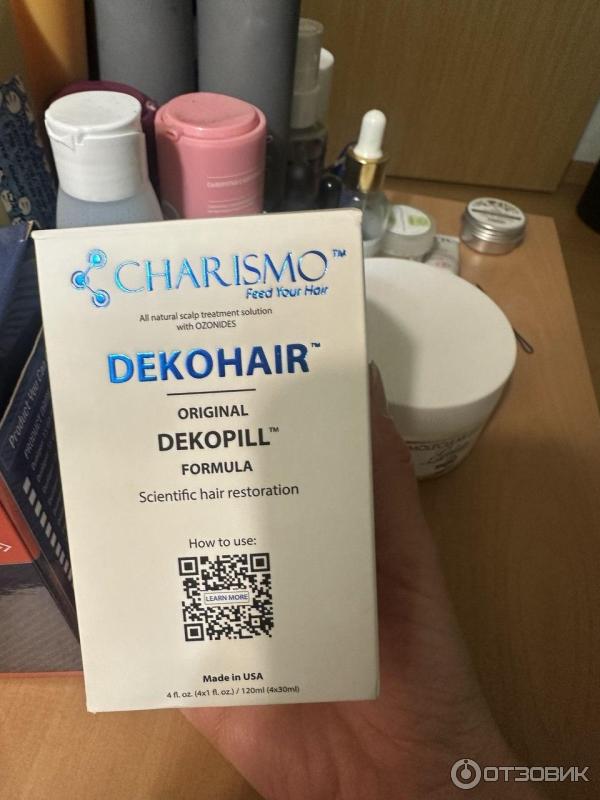 CHARISMO™
Feed Your Hair
All natural scalp treatment solution
with OZONIDES
DEKOHAIR™
ORIGINAL
DEKOPILL™
FORMULA
Scientific hair restoration
How to use:
LEARN MORE
Made in USA
4 fl. oz. (4x1 fl. oz.) / 120ml (4x30ml)
ОТЗОВИК